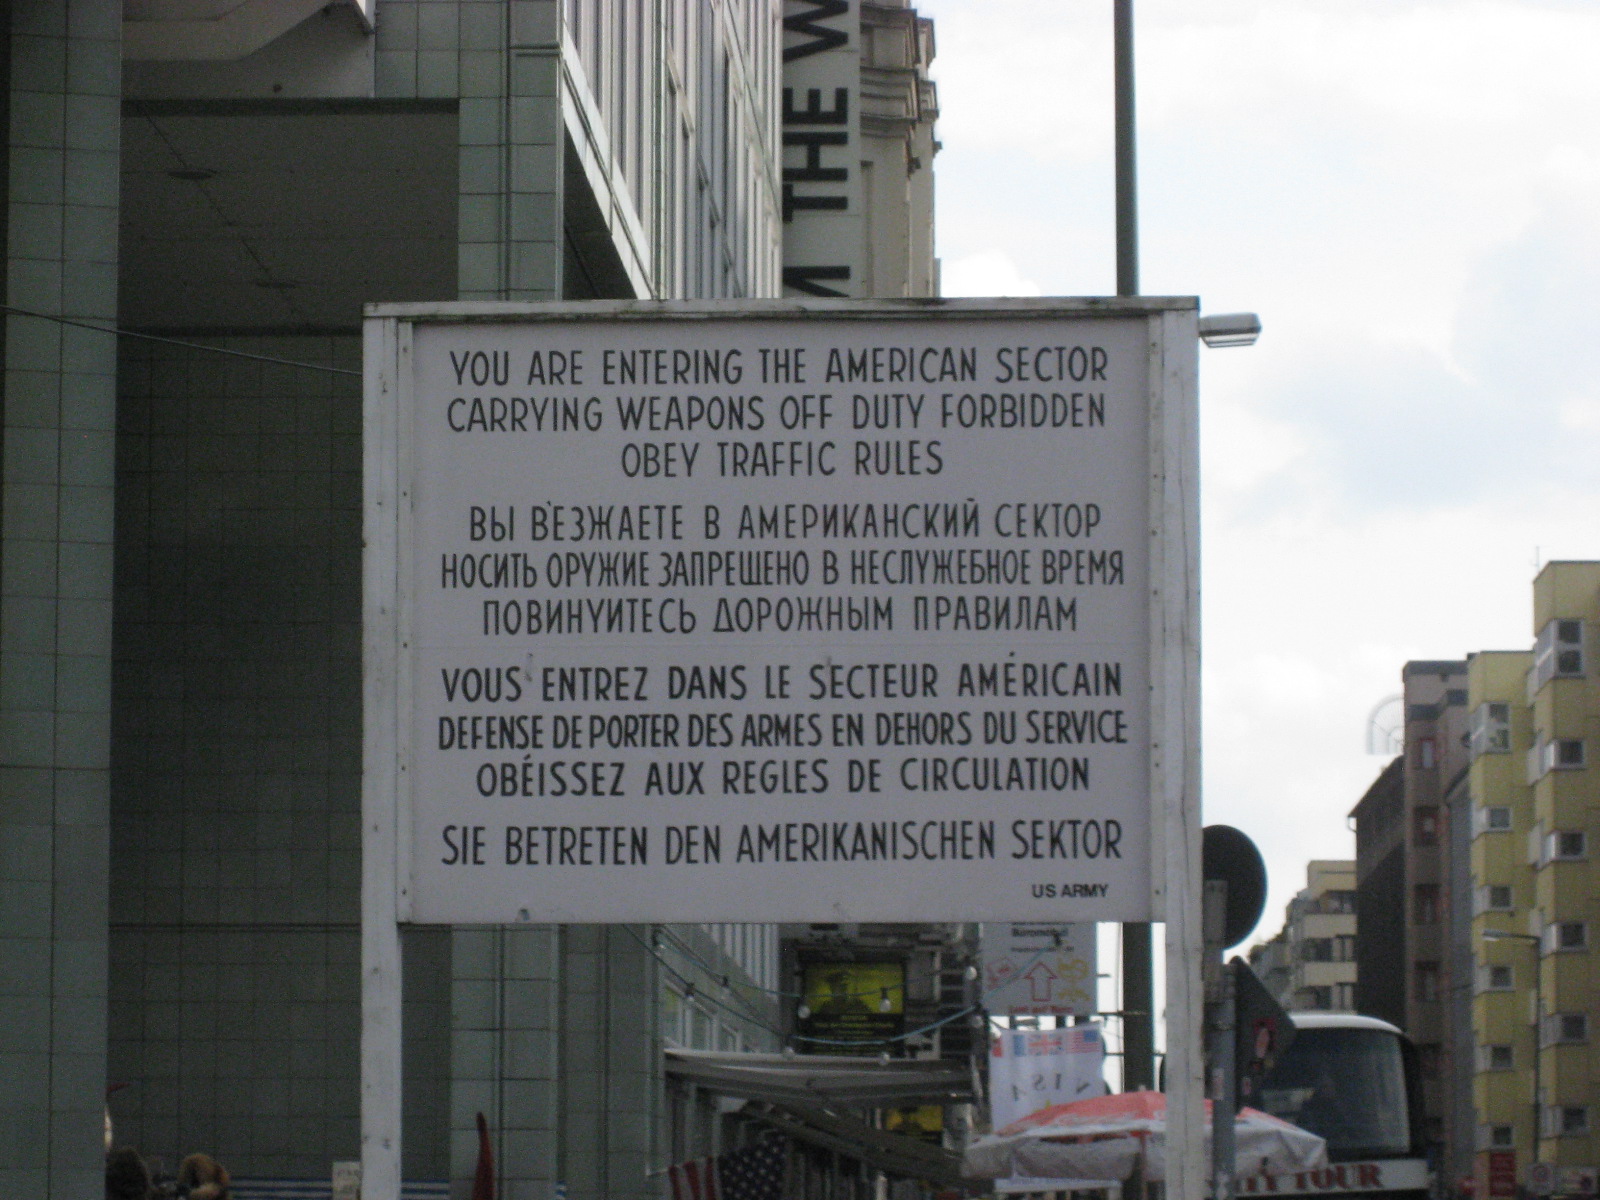 M THE W
YOU ARE ENTERING THE AMERICAN SECTOR
CARRYING WEAPONS OFF DUTY FORBIDDEN
OBEY TRAFFIC RULES
ВЫ В'ЕЗЖАЕТЕ В АМЕРИКАНСКИЙ СЕКТОР
НОСИТЬ ОРУЖИЕ ЗАПРЕЩЕНО В НЕСЛУЖЕБНОЕ ВРЕМЯ
ПОВИНУИТЕСЬ ДОРОЖНЫМ ПРАВИЛАМ
VOUS ENTREZ DANS LE SECTEUR AMÉRICAIN
DEFENSE DE PORTER DES ARMES EN DEHORS DU SERVICE
OBÉISSEZ AUX REGLES DE CIRCULATION
SIE BETRETEN DEN AMERIKANISCHEN SEKTOR
US ARMY
TOUR